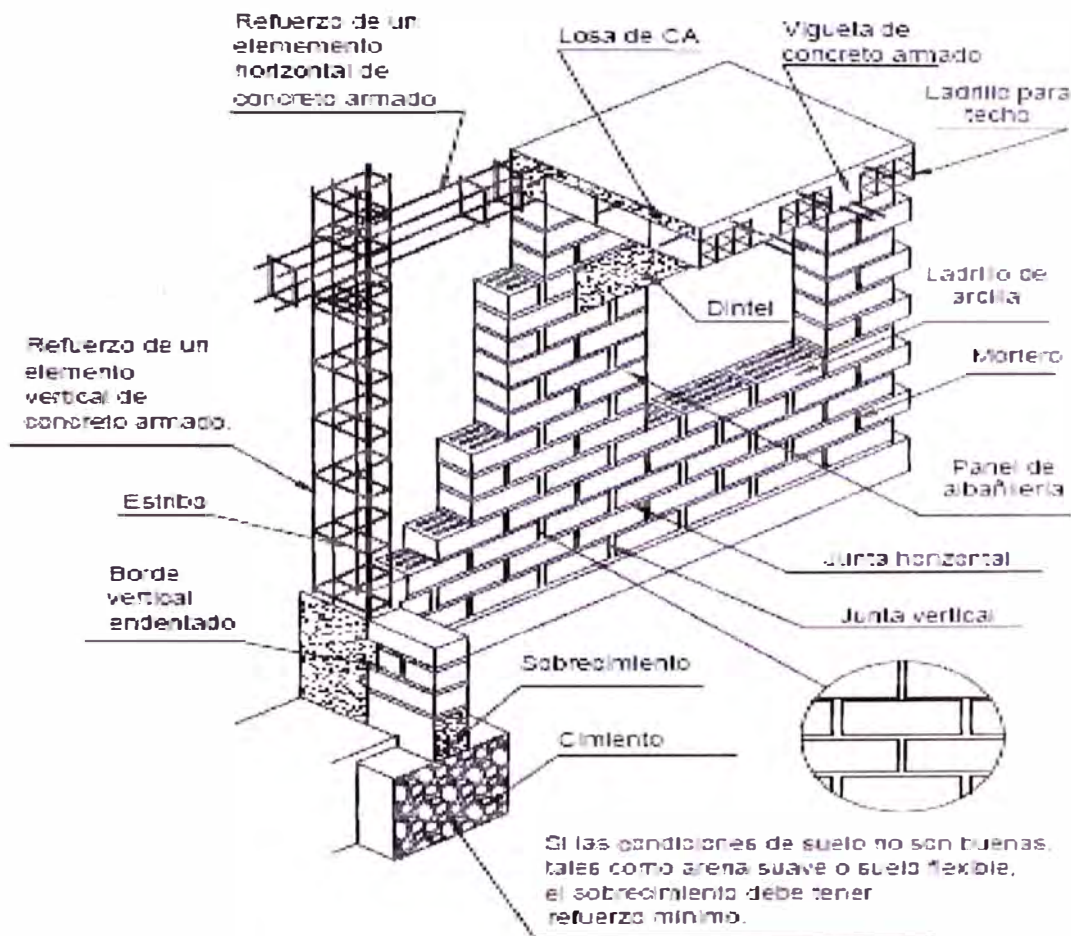 Refuerzo de un
elememento
horizontal de
concreto armado
Losa de CA
Vigueta de
concreto armado
Ladrillo para
techo
Dintel
Ladrillo de
arcilla
Mortero
Refuerzo de un
elemento
vertical de
concreto armado.
Panel de
albañilería
Estribo
Junta horizontal
Borde
vertical
endentado
Junta vertical
Sobrecimiento
Cimiento
Si las condiciones de suelo no son buenas,
tales como arena suave o suelo flexible,
el sobrecimiento debe tener
refuerzo mínimo.